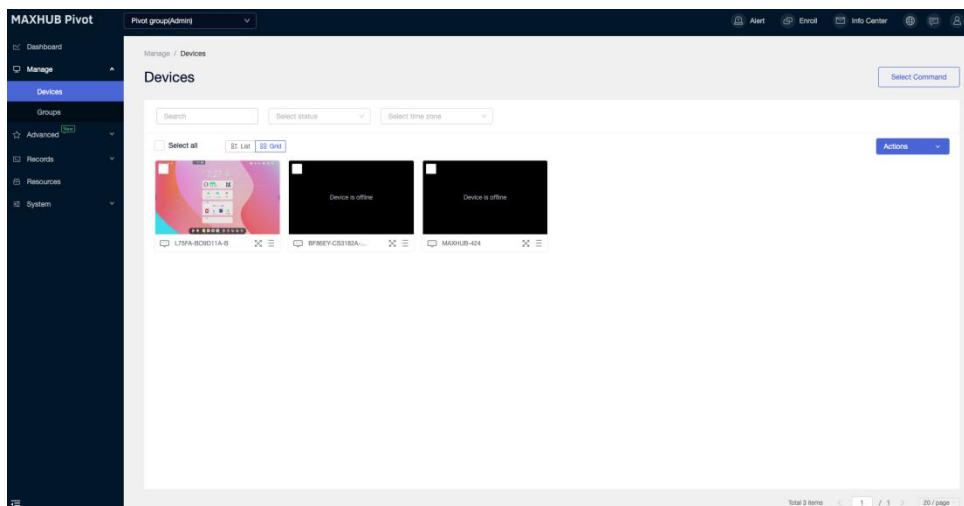 MAXHUB Pivot
Pivot group(Admin)
Alert
Enroll
Info Center
Dashboard
Manage
Devices
Groups
Advanced New
Records
Resources
System
Manage / Devices
Devices
Select Command
Search
Select status
Select time zone
Select all
List
Grid
Actions
Device is offline
Device is offline
L75FA-BD9D11A-B
BF86EY-CS3182A-...
MAXHUB-424
Total 3 items
1 / 1
20 / page